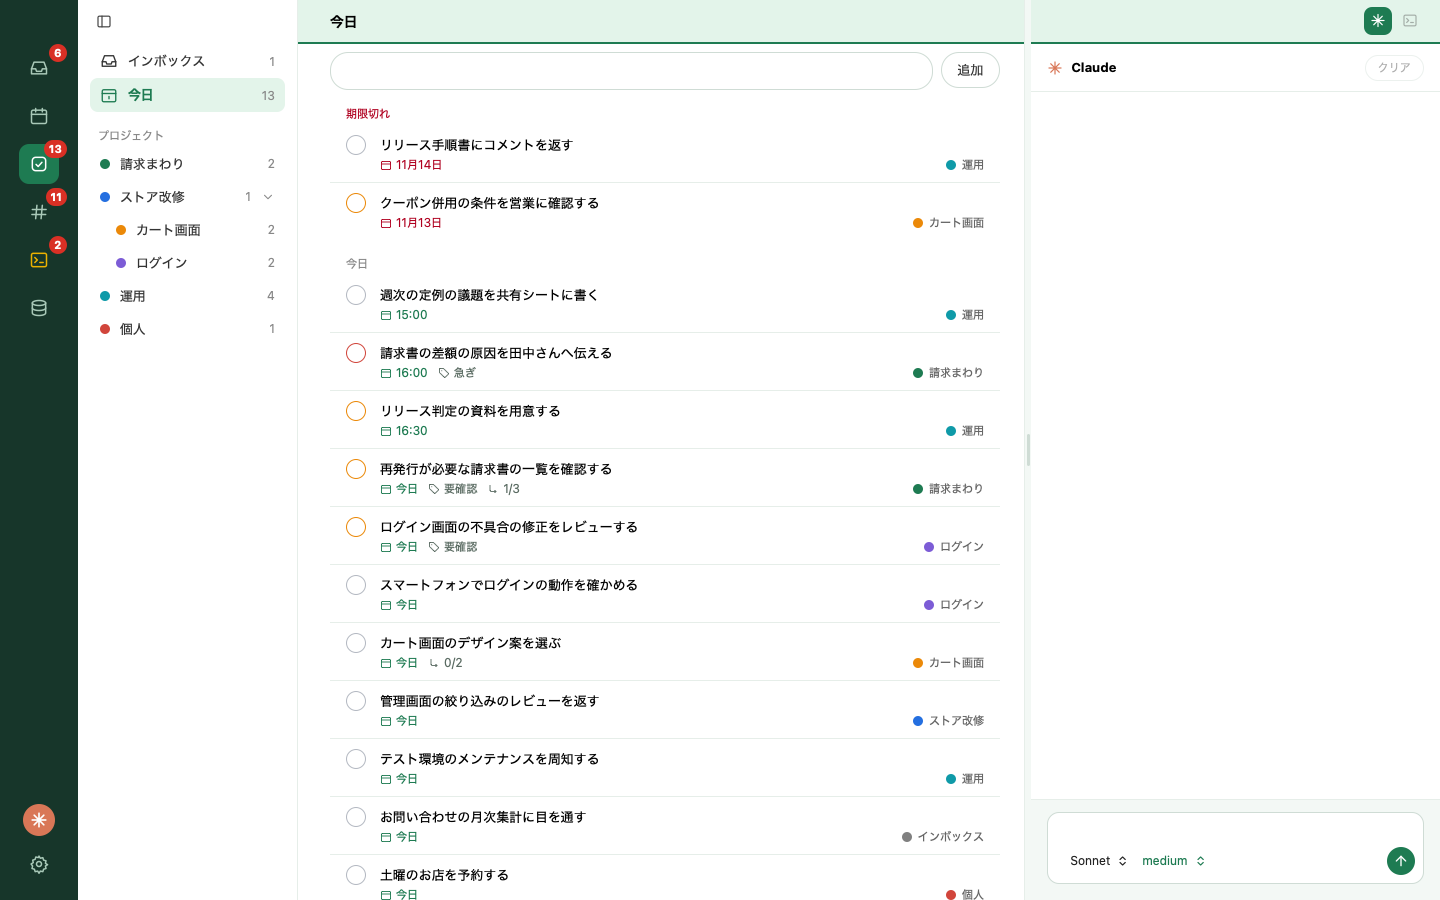 6
13
11
2
インボックス 1
今日 13
プロジェクト
請求まわり 2
ストア改修 1
カート画面 2
ログイン 2
運用 4
個人 1
今日
追加
期限切れ
リリース手順書にコメントを返す
11月14日 運用
クーポン併用の条件を営業に確認する
11月13日 カート画面
今日
週次の定例の議題を共有シートに書く
15:00 運用
請求書の差額の原因を田中さんへ伝える
16:00 急ぎ 請求まわり
リリース判定の資料を用意する
16:30 運用
再発行が必要な請求書の一覧を確認する
今日 要確認 1/3 請求まわり
ログイン画面の不具合の修正をレビューする
今日 要確認 ログイン
スマートフォンでログインの動作を確かめる
今日 ログイン
カート画面のデザイン案を選ぶ
今日 0/2 カート画面
管理画面の絞り込みのレビューを返す
今日 ストア改修
テスト環境のメンテナンスを周知する
今日 運用
お問い合わせの月次集計に目を通す
今日 インボックス
土曜のお店を予約する
今日 個人
Claude クリア
Sonnet medium